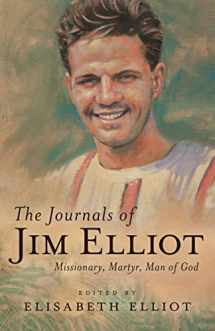 The Journals of
JIM ELLIOT
Missionary, Martyr, Man of God
EDITED BY
ELISABETH ELLIOT